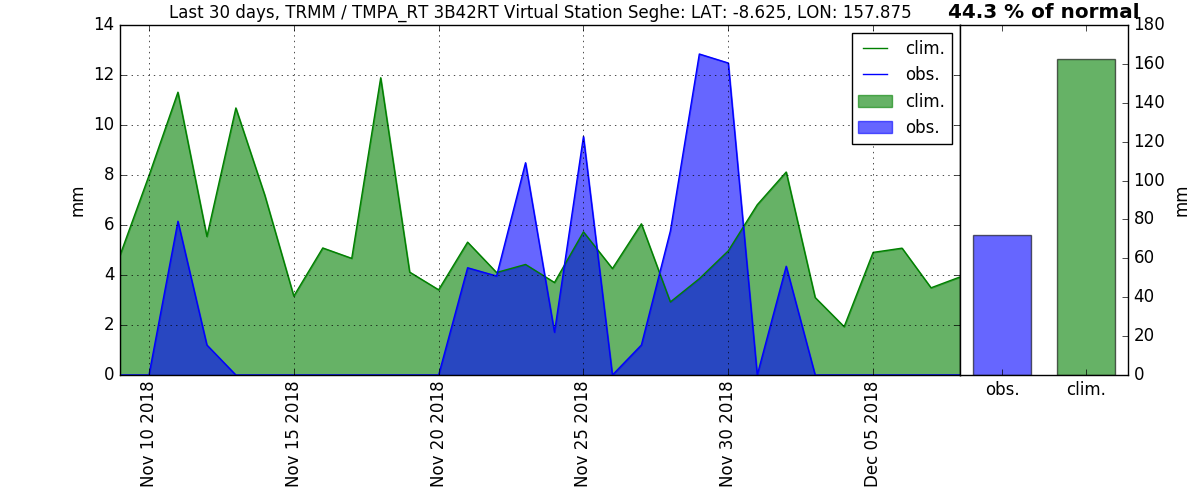 Last 30 days, TRMM / TMPA_RT 3B42RT Virtual Station Seghe: LAT: -8.625, LON: 157.875
44.3 % of normal
14
12
10
8
6
4
2
0
mm
clim.
obs.
clim.
obs.
180
160
140
120
100
80
60
40
20
0
mm
obs.
clim.
Nov 10 2018
Nov 15 2018
Nov 20 2018
Nov 25 2018
Nov 30 2018
Dec 05 2018